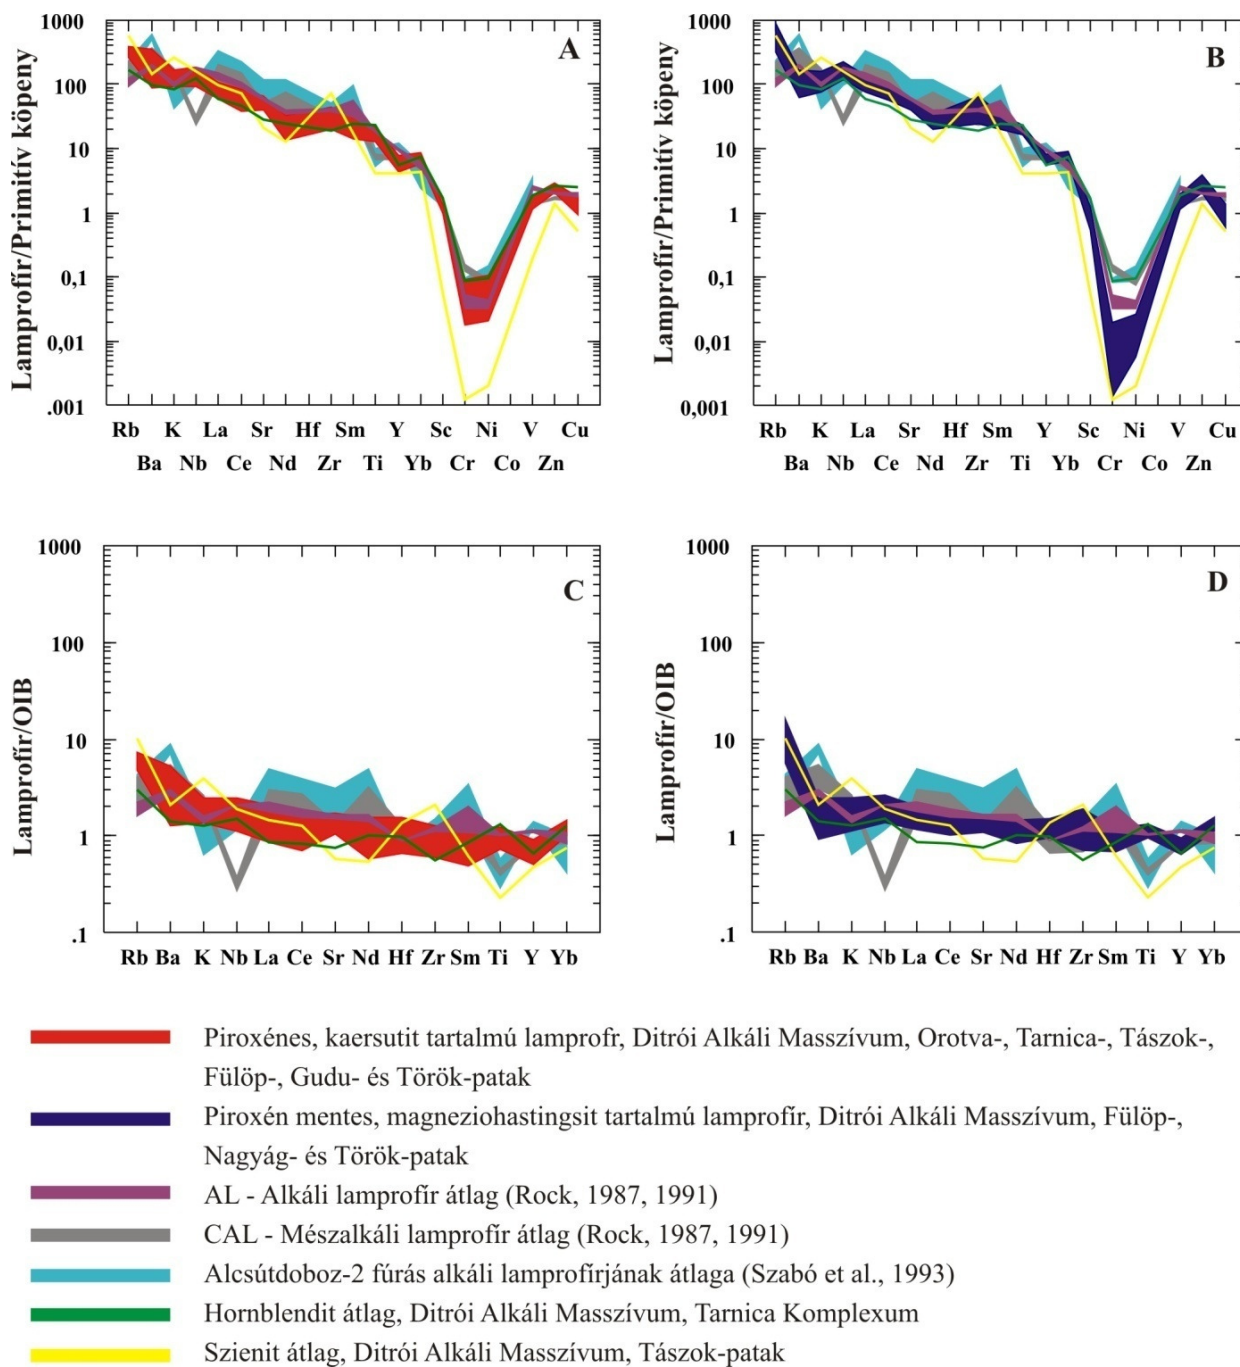 A
Lamprofír/Primitív köpeny
1000
100
10
1
0.1
0,01
.001
Rb K La Sr Hf Sm Y Sc Ni V Cu
Ba Nb Ce Nd Zr Ti Yb Cr Co Zn
B
Lamprofír/Primitív köpeny
1000
100
10
1
0.1
0,01
0,001
Rb K La Sr Hf Sm Y Sc Ni V Cu
Ba Nb Ce Nd Zr Ti Yb Cr Co Zn
C
Lamprofír/OIB
1000
100
10
1
.1
Rb Ba K Nb La Ce Sr Nd Hf Zr Sm Ti Y Yb
D
Lamprofír/OIB
1000
100
10
1
.1
Rb Ba K Nb La Ce Sr Nd Hf Zr Sm Ti Y Yb
Piroxénes, kaersutit tartalmú lamprofr, Ditrói Alkáli Masszívum, Orotva-, Tarnica-, Tászok-,
Fülöp-, Gudu- és Török-patak
Piroxén mentes, magneziohastingsit tartalmú lamprofír, Ditrói Alkáli Masszívum, Fülöp-,
Nagyág- és Török-patak
AL - Alkáli lamprofír átlag (Rock, 1987, 1991)
CAL - Mészalkáli lamprofír átlag (Rock, 1987, 1991)
Alcsútdoboz-2 fúrás alkáli lamprofírjának átlaga (Szabó et al., 1993)
Hornblendit átlag, Ditrói Alkáli Masszívum, Tarnica Komplexum
Szienit átlag, Ditrói Alkáli Masszívum, Tászok-patak